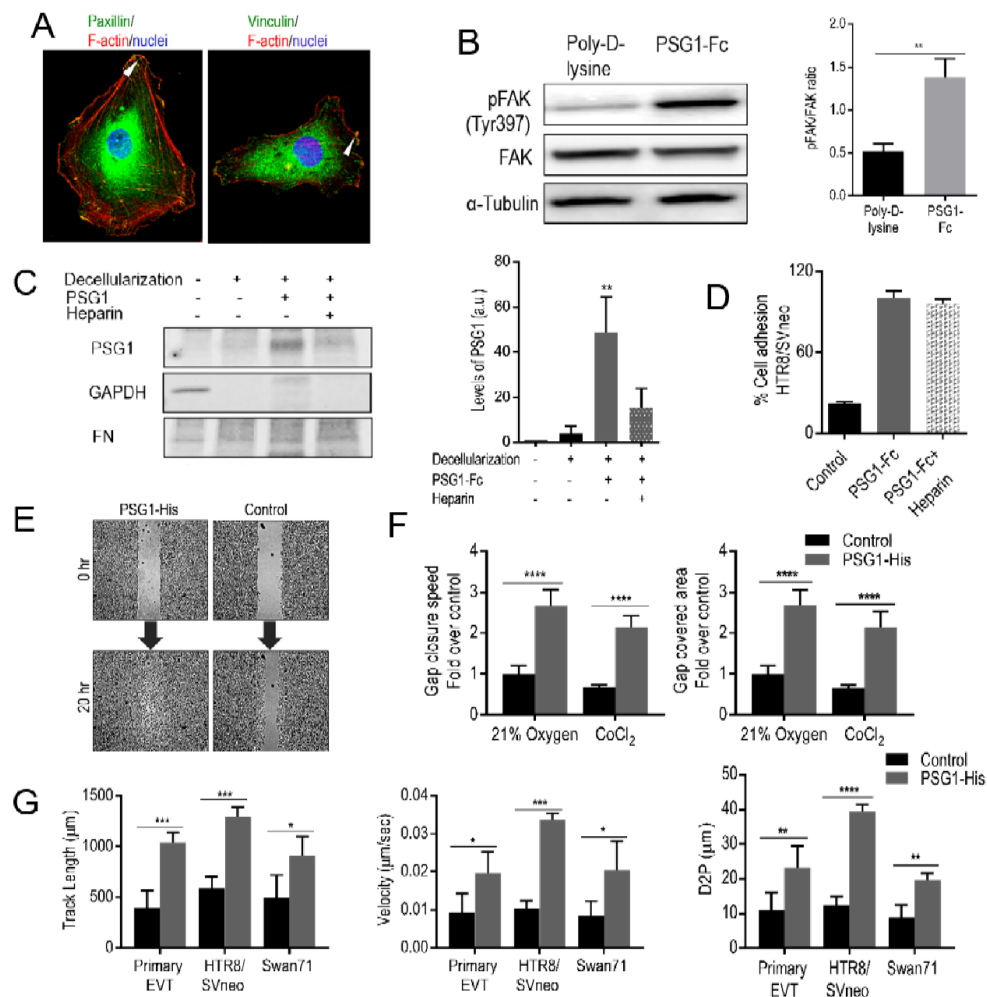 A
Paxillin/
F-actin/nuclei
Vinculin/
F-actin/nuclei
B
Poly-D-
lysine
PSG1-Fc
pFAK
(Tyr397)
FAK
α-Tubulin
pFAK/FAK ratio
2.0
1.5
1.0
0.5
0.0
**
Poly-D-
lysine
PSG1-
Fc
C
Decellularization - + + +
PSG1 - - + +
Heparin - - - +
PSG1
GAPDH
FN
Levels of PSG1 (a.u.)
80
60
40
20
0
**
Decellularization - + + +
PSG1-Fc - - + +
Heparin - - - +
D
% Cell adhesion
HTR8/SVneo
120
80
40
0
Control
PSG1-Fc
PSG1-Fc+
Heparin
E
PSG1-His
Control
0 hr
20 hr
F
Control
PSG1-His
Gap closure speed
Fold over control
4
3
2
1
0
****
****
21% Oxygen
CoCl2
Gap covered area
Fold over control
4
3
2
1
0
****
****
21% Oxygen
CoCl2
G
Control
PSG1-His
Track Length (μm)
1500
1000
500
0
***
***
*
Primary
EVT
HTR8/
SVneo
Swan71
Velocity (μm/sec)
0.04
0.03
0.02
0.01
0.00
*
***
*
Primary
EVT
HTR8/
SVneo
Swan71
D2P (μm)
50
40
30
20
10
0
**
****
**
Primary
EVT
HTR8/
SVneo
Swan71